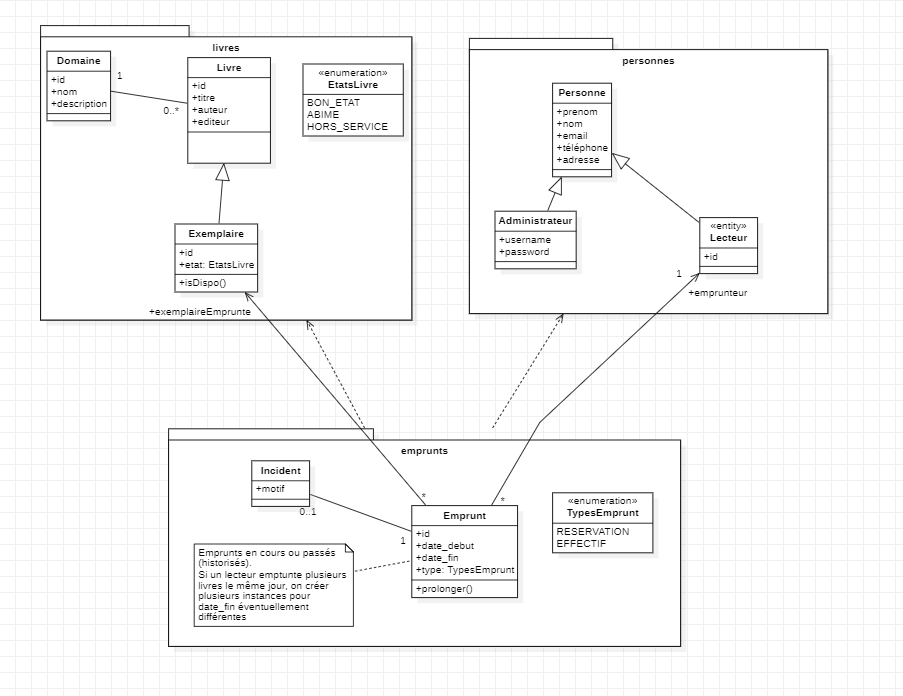 livres
Domaine
+id
+nom
+description
1
0..*
Livre
+id
+titre
+auteur
+editeur
«enumeration»
EtatsLivre
BON_ETAT
ABIME
HORS_SERVICE
Exemplaire
+id
+etat: EtatsLivre
+isDispo()
+exemplaireEmprunte
personnes
Personne
+prenom
+nom
+email
+téléphone
+adresse
Administrateur
+username
+password
«entity»
Lecteur
+id
1
+emprunteur
emprunts
Incident
+motif
0..1
1
*
*
Emprunt
+id
+date_debut
+date_fin
+type: TypesEmprunt
+prolonger()
«enumeration»
TypesEmprunt
RESERVATION
EFFECTIF
Emprunts en cours ou passés
(historisés).
Si un lecteur emptunte plusieurs
livres le même jour, on créer
plusieurs instances pour
date_fin éventuellement
différentes